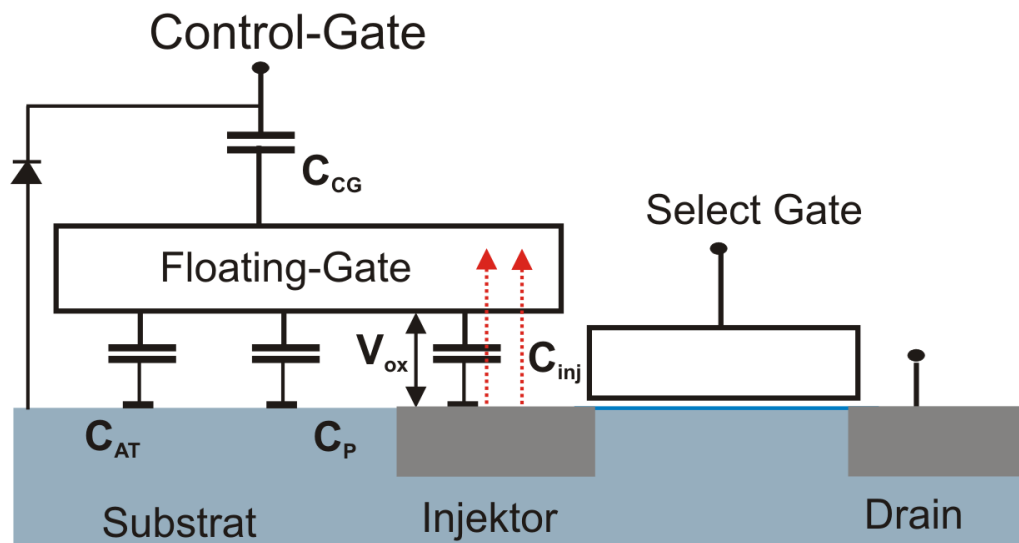 Control-Gate
C_CG
Select Gate
Floating-Gate
V_ox
C_inj
C_AT
C_P
Substrat
Injektor
Drain